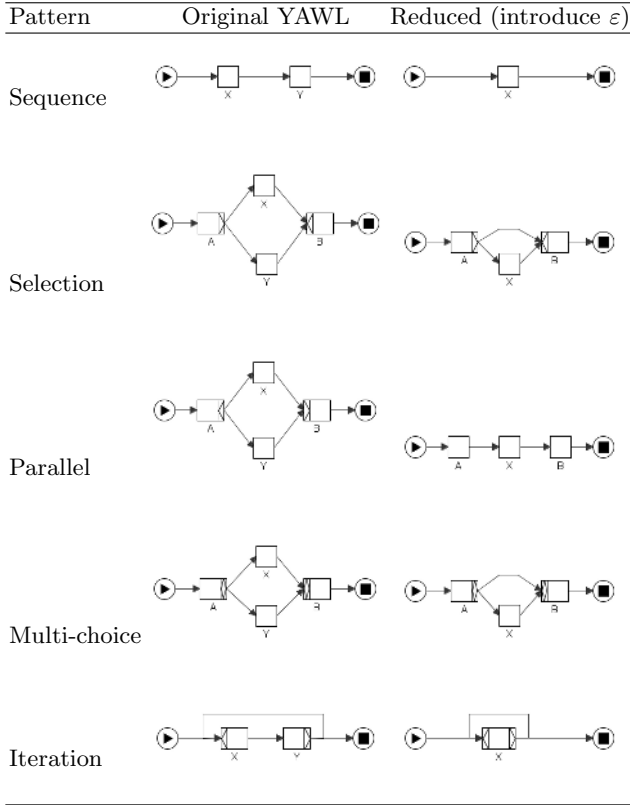 Pattern Original YAWL Reduced (introduce ε)
Sequence
X Y X
Selection
X
A B
Y
A B
X
Parallel
X
A B
Y
A X B
Multi-choice
X
A B
Y
A B
X
Iteration
X Y X